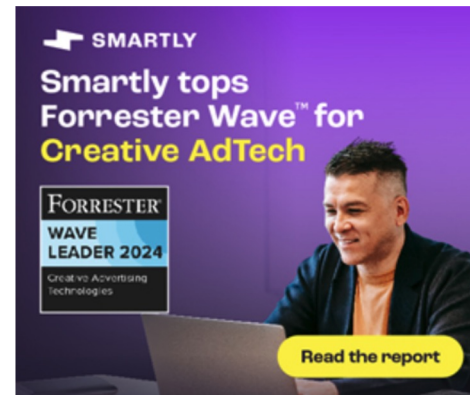 SMARTLY
Smartly tops
Forrester Wave™ for
Creative AdTech
FORRESTER®
WAVE
LEADER 2024
Creative Advertising
Technologies
Read the report